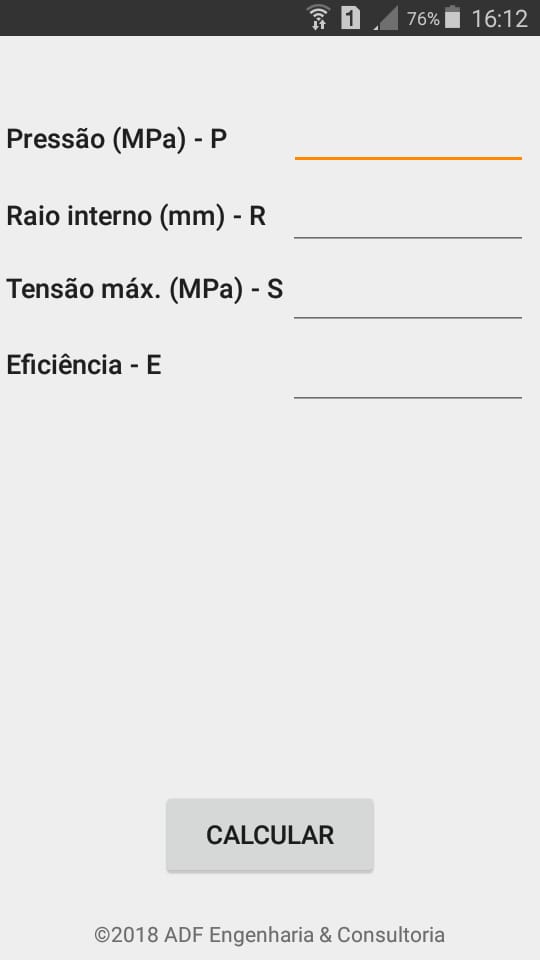 1 76% 16:12
Pressão (MPa) - P
Raio interno (mm) - R
Tensão máx. (MPa) - S
Eficiência - E
CALCULAR
©2018 ADF Engenharia & Consultoria